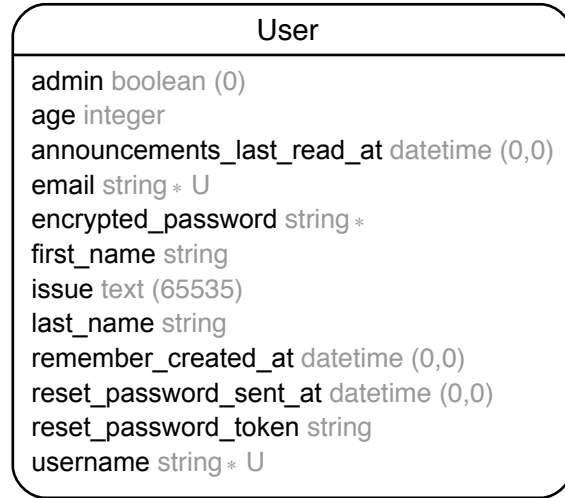 User
admin boolean (0)
age integer
announcements_last_read_at datetime (0,0)
email string * U
encrypted_password string *
first_name string
issue text (65535)
last_name string
remember_created_at datetime (0,0)
reset_password_sent_at datetime (0,0)
reset_password_token string
username string * U